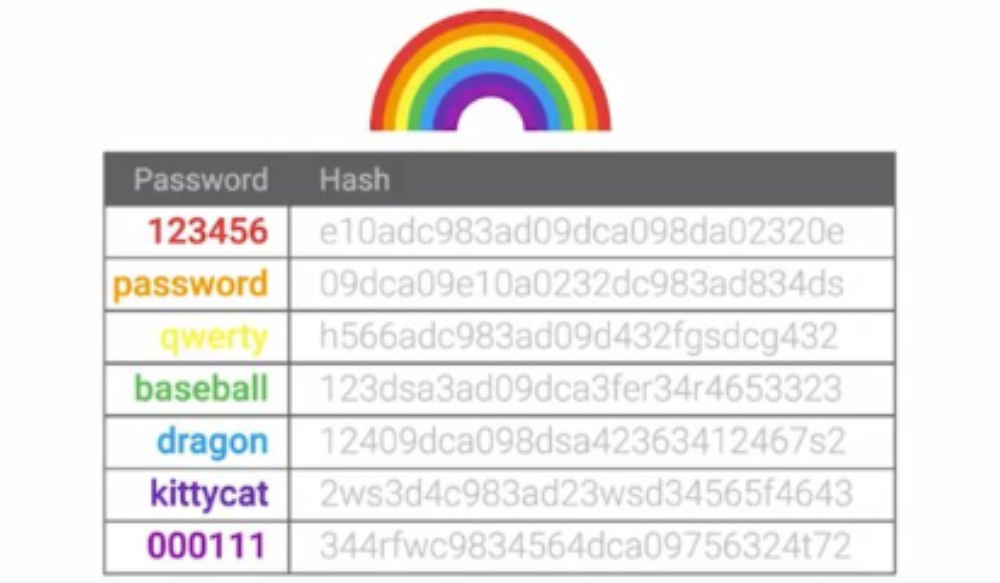 Password Hash
123456 e10adc983ad09dca098da02320e
password 09dca09e10a0232dc983ad834ds
qwerty h566adc983ad09d432fgsdcg432
baseball 123dsa3ad09dca3fer34r4653323
dragon 12409dca098dsa42363412467s2
kittycat 2ws3d4c983ad23wsd34565f4643
000111 344rfwc9834564dca09756324t72